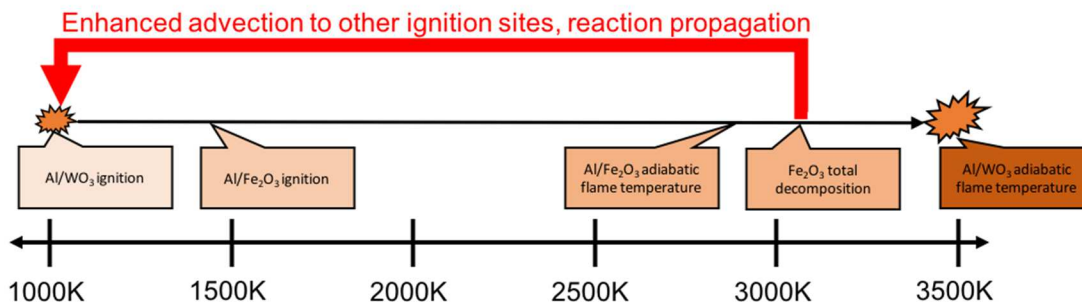 Enhanced advection to other ignition sites, reaction propagation
Al/WO₃ ignition
Al/Fe₂O₃ ignition
Al/Fe₂O₃ adiabatic
flame temperature
Fe₂O₃ total
decomposition
Al/WO₃ adiabatic
flame temperature
1000K
1500K
2000K
2500K
3000K
3500K